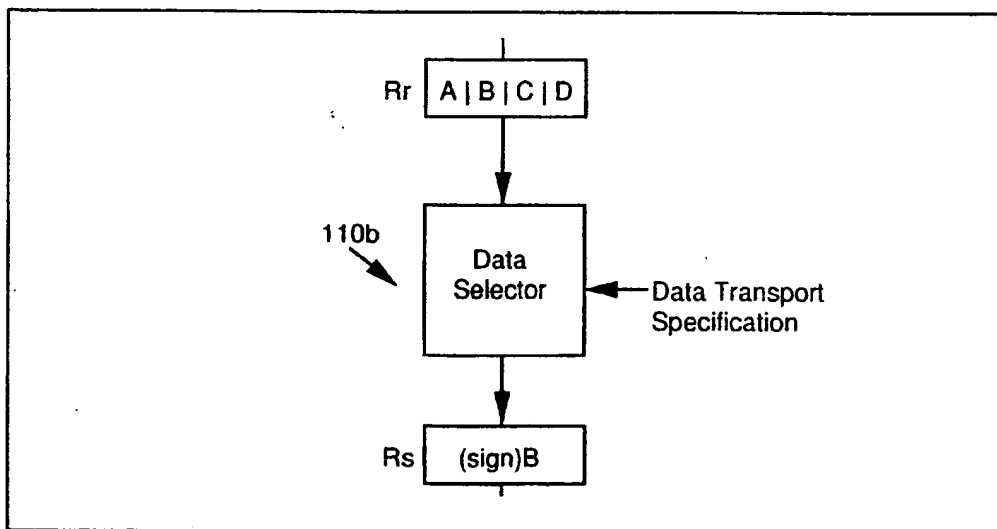 Rr A | B | C | D
110b
Data
Selector
Data Transport
Specification
Rs (sign)B